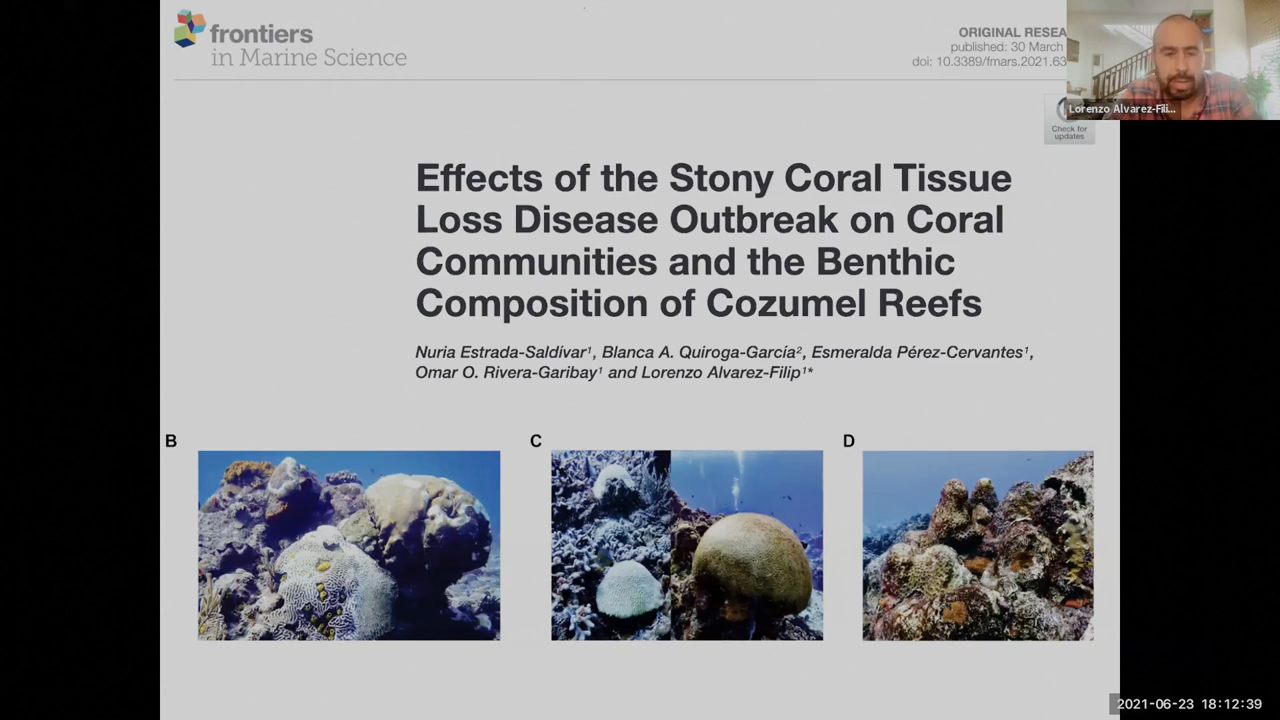 frontiers
in Marine Science
ORIGINAL RESEA
published: 30 March
doi: 10.3389/fmars.2021.63
Lorenzo Alvarez-Fili...
Check for
updates
Effects of the Stony Coral Tissue
Loss Disease Outbreak on Coral
Communities and the Benthic
Composition of Cozumel Reefs
Nuria Estrada-Saldívar¹, Blanca A. Quiroga-García², Esmeralda Pérez-Cervantes¹,
Omar O. Rivera-Garibay¹ and Lorenzo Alvarez-Filip¹*
B
C
D
2021-06-23 18:12:39